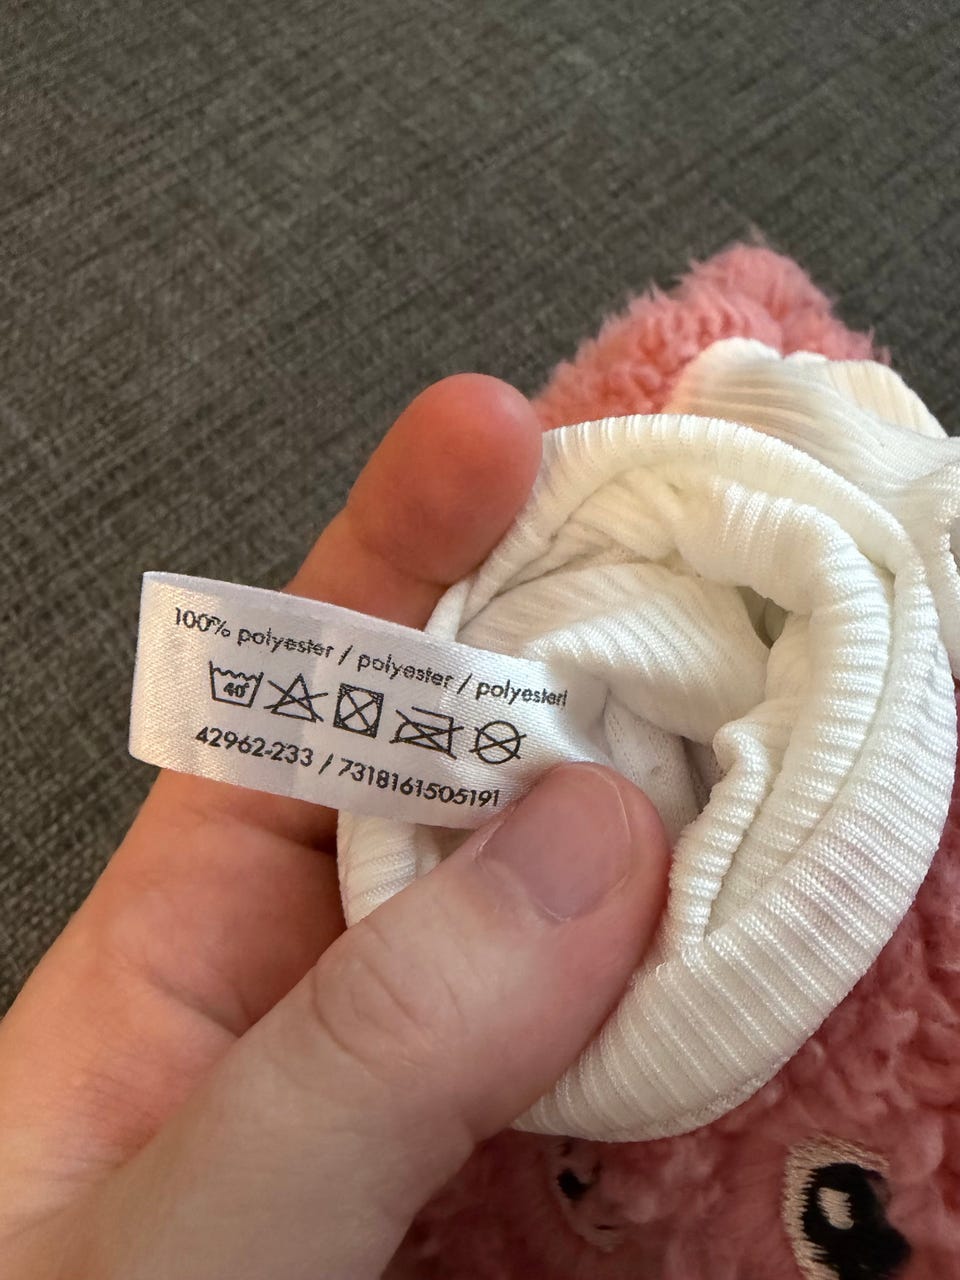 100% polyester / polyester / polyesteri
40°
42962-233 / 7318161505191